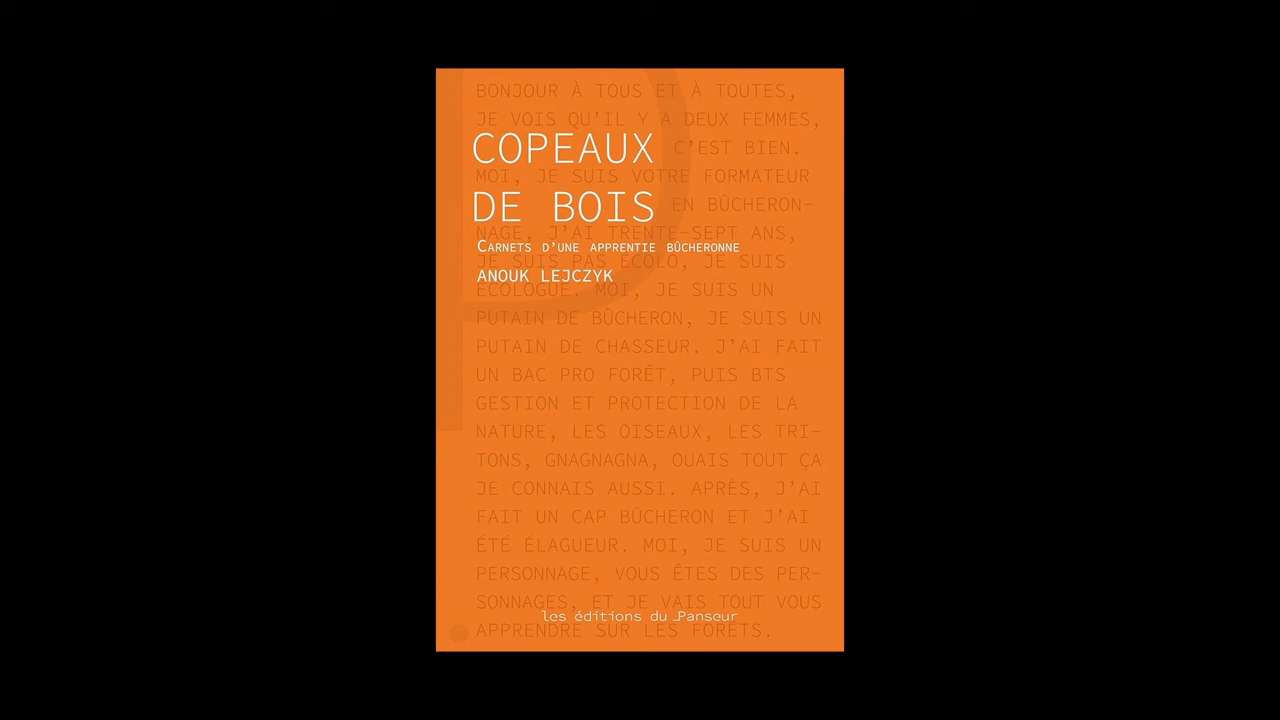 BONJOUR À TOUS ET À TOUTES,
JE VOIS QU'IL Y A DEUX FEMMES,
COPEAUX
C'EST BIEN.
MOI, JE SUIS VOTRE FORMATEUR
DE BOIS
EN BÛCHERON-
NAGE, J'AI TRENTE-SEPT ANS,
CARNETS D'UNE APPRENTIE BÛCHERONNE
JE SUIS PAS ÉCOLO, JE SUIS
ANOUK LEJCZYK
ÉCOLOGUE. MOI, JE SUIS UN
PUTAIN DE BÛCHERON, JE SUIS UN
PUTAIN DE CHASSEUR. J'AI FAIT
UN BAC PRO FORÊT, PUIS BTS
GESTION ET PROTECTION DE LA
NATURE, LES OISEAUX, LES TRI-
TONS, GNAGNAGNA, OUAIS TOUT ÇA
JE CONNAIS AUSSI. APRÈS, J'AI
FAIT UN CAP BÛCHERON ET J'AI
ÉTÉ ÉLAGUEUR. MOI, JE SUIS UN
PERSONNAGE, VOUS ÊTES DES PER-
SONNAGES, ET JE VAIS TOUT VOUS
les éditions du Panseur
APPRENDRE SUR LES FORÊTS.